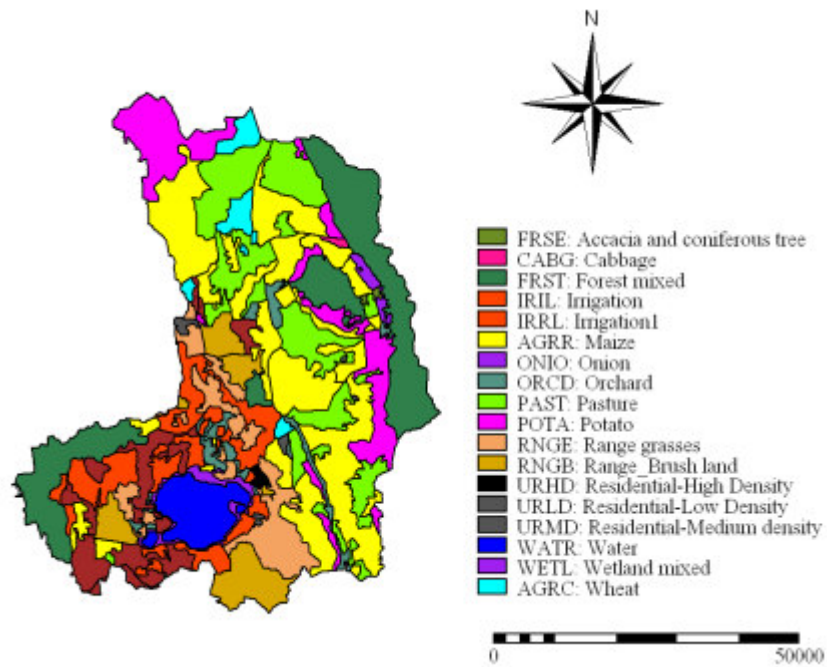 N
FRSE: Accacia and coniferous tree
CABG: Cabbage
FRST: Forest mixed
IRIL: Irrigation
IRRL: Irrigation1
AGRR: Maize
ONIO: Onion
ORCD: Orchard
PAST: Pasture
POTA: Potato
RNGE: Range grasses
RNGB: Range_Brush land
URHD: Residential-High Density
URLD: Residential-Low Density
URMD: Residential-Medium density
WATR: Water
WETL: Wetland mixed
AGRC: Wheat
0 50000